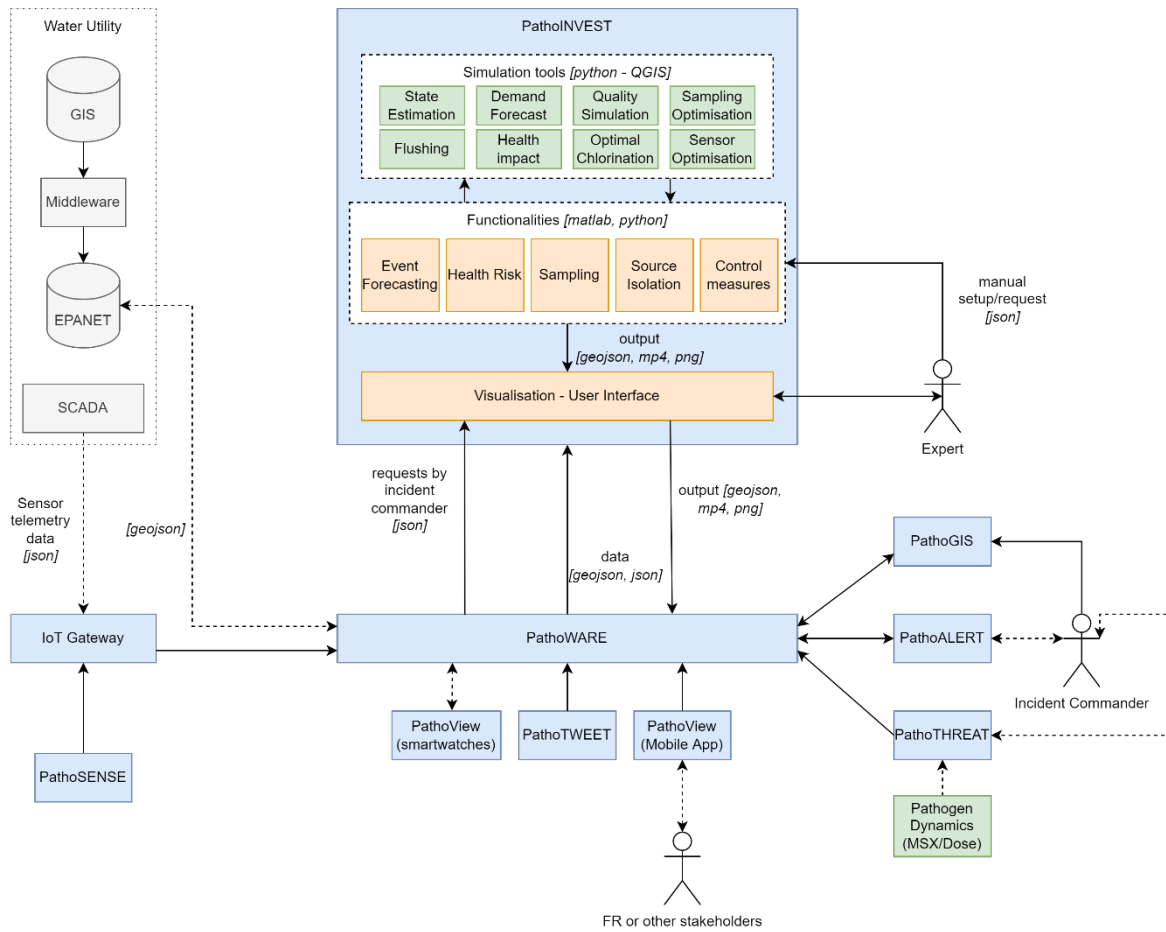 Water Utility
GIS
Middleware
EPANET
SCADA
Sensor
telemetry
data
[json]
[geojson]
IoT Gateway
PathoSENSE
PathoINVEST
Simulation tools [python - QGIS]
State
Estimation
Demand
Forecast
Quality
Simulation
Sampling
Optimisation
Flushing
Health
impact
Optimal
Chlorination
Sensor
Optimisation
Functionalities [matlab, python]
Event
Forecasting
Health Risk
Sampling
Source
Isolation
Control
measures
output
[geojson, mp4, png]
Visualisation - User Interface
manual
setup/request
[json]
Expert
requests by
incident
commander
[json]
data
[geojson, json]
output [geojson,
mp4, png]
PathoWARE
PathoView
(smartwatches)
PathoTWEET
PathoView
(Mobile App)
FR or other stakeholders
PathoGIS
PathoALERT
PathoTHREAT
Incident Commander
Pathogen
Dynamics
(MSX/Dose)